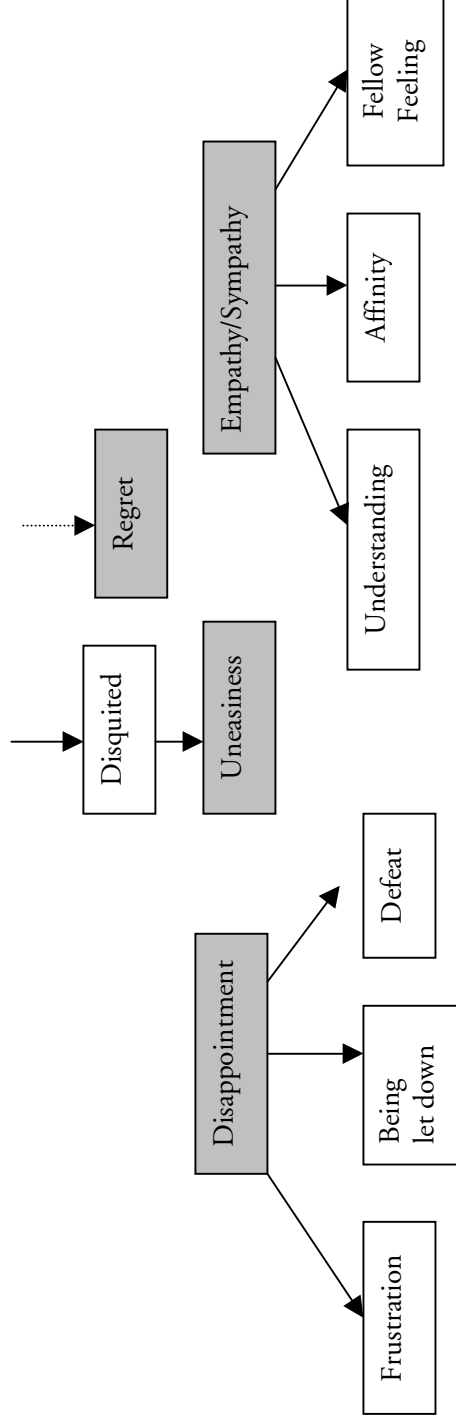 Disquited
Regret
Disappointment
Uneasiness
Empathy/Sympathy
Frustration
Being
let down
Defeat
Understanding
Affinity
Fellow
Feeling